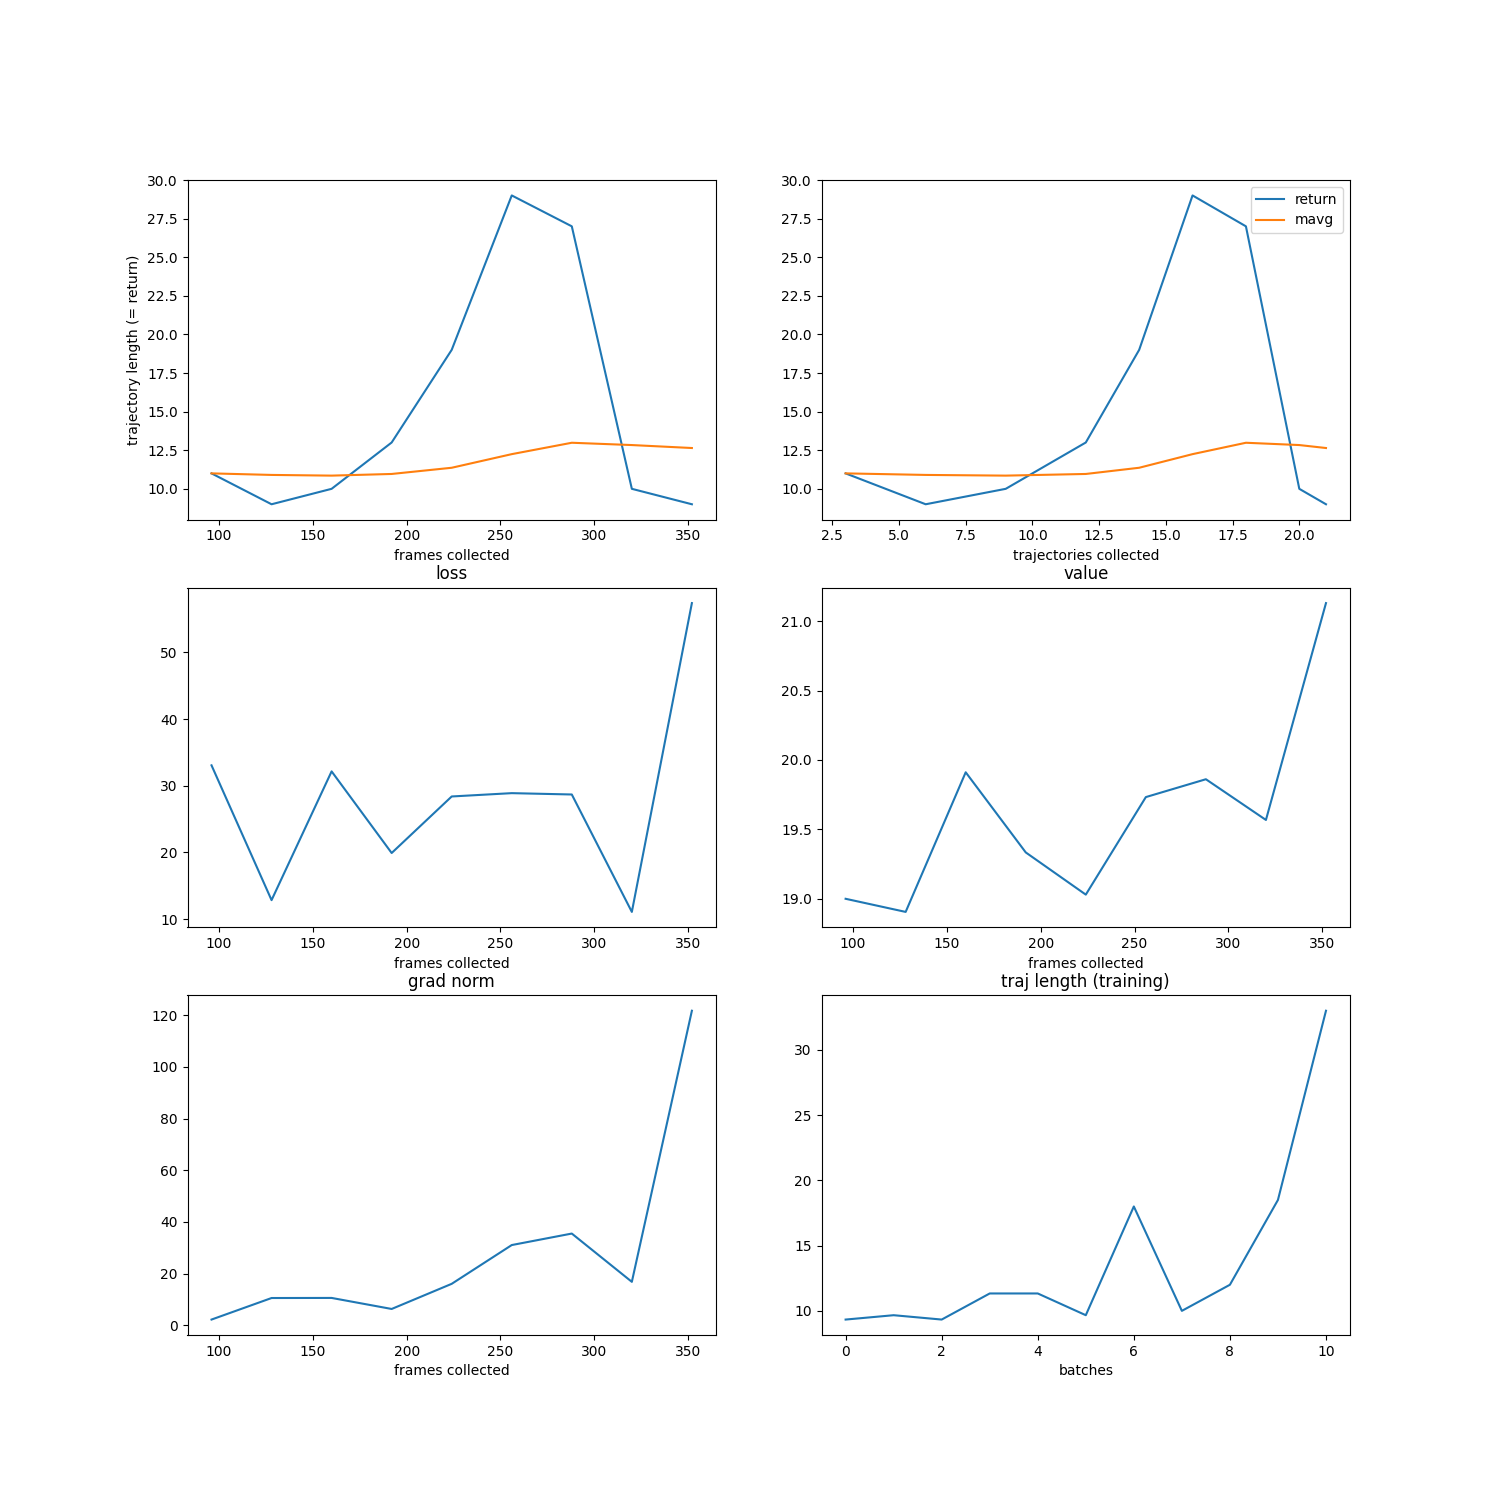 30.0
27.5
25.0
22.5
20.0
17.5
15.0
12.5
10.0
trajectory length (= return)
100 150 200 250 300 350
frames collected
30.0
27.5
25.0
22.5
20.0
17.5
15.0
12.5
10.0
return
mavg
2.5 5.0 7.5 10.0 12.5 15.0 17.5 20.0
trajectories collected
loss
50
40
30
20
10
100 150 200 250 300 350
frames collected
value
21.0
20.5
20.0
19.5
19.0
100 150 200 250 300 350
frames collected
grad norm
120
100
80
60
40
20
0
100 150 200 250 300 350
frames collected
traj length (training)
30
25
20
15
10
0 2 4 6 8 10
batches